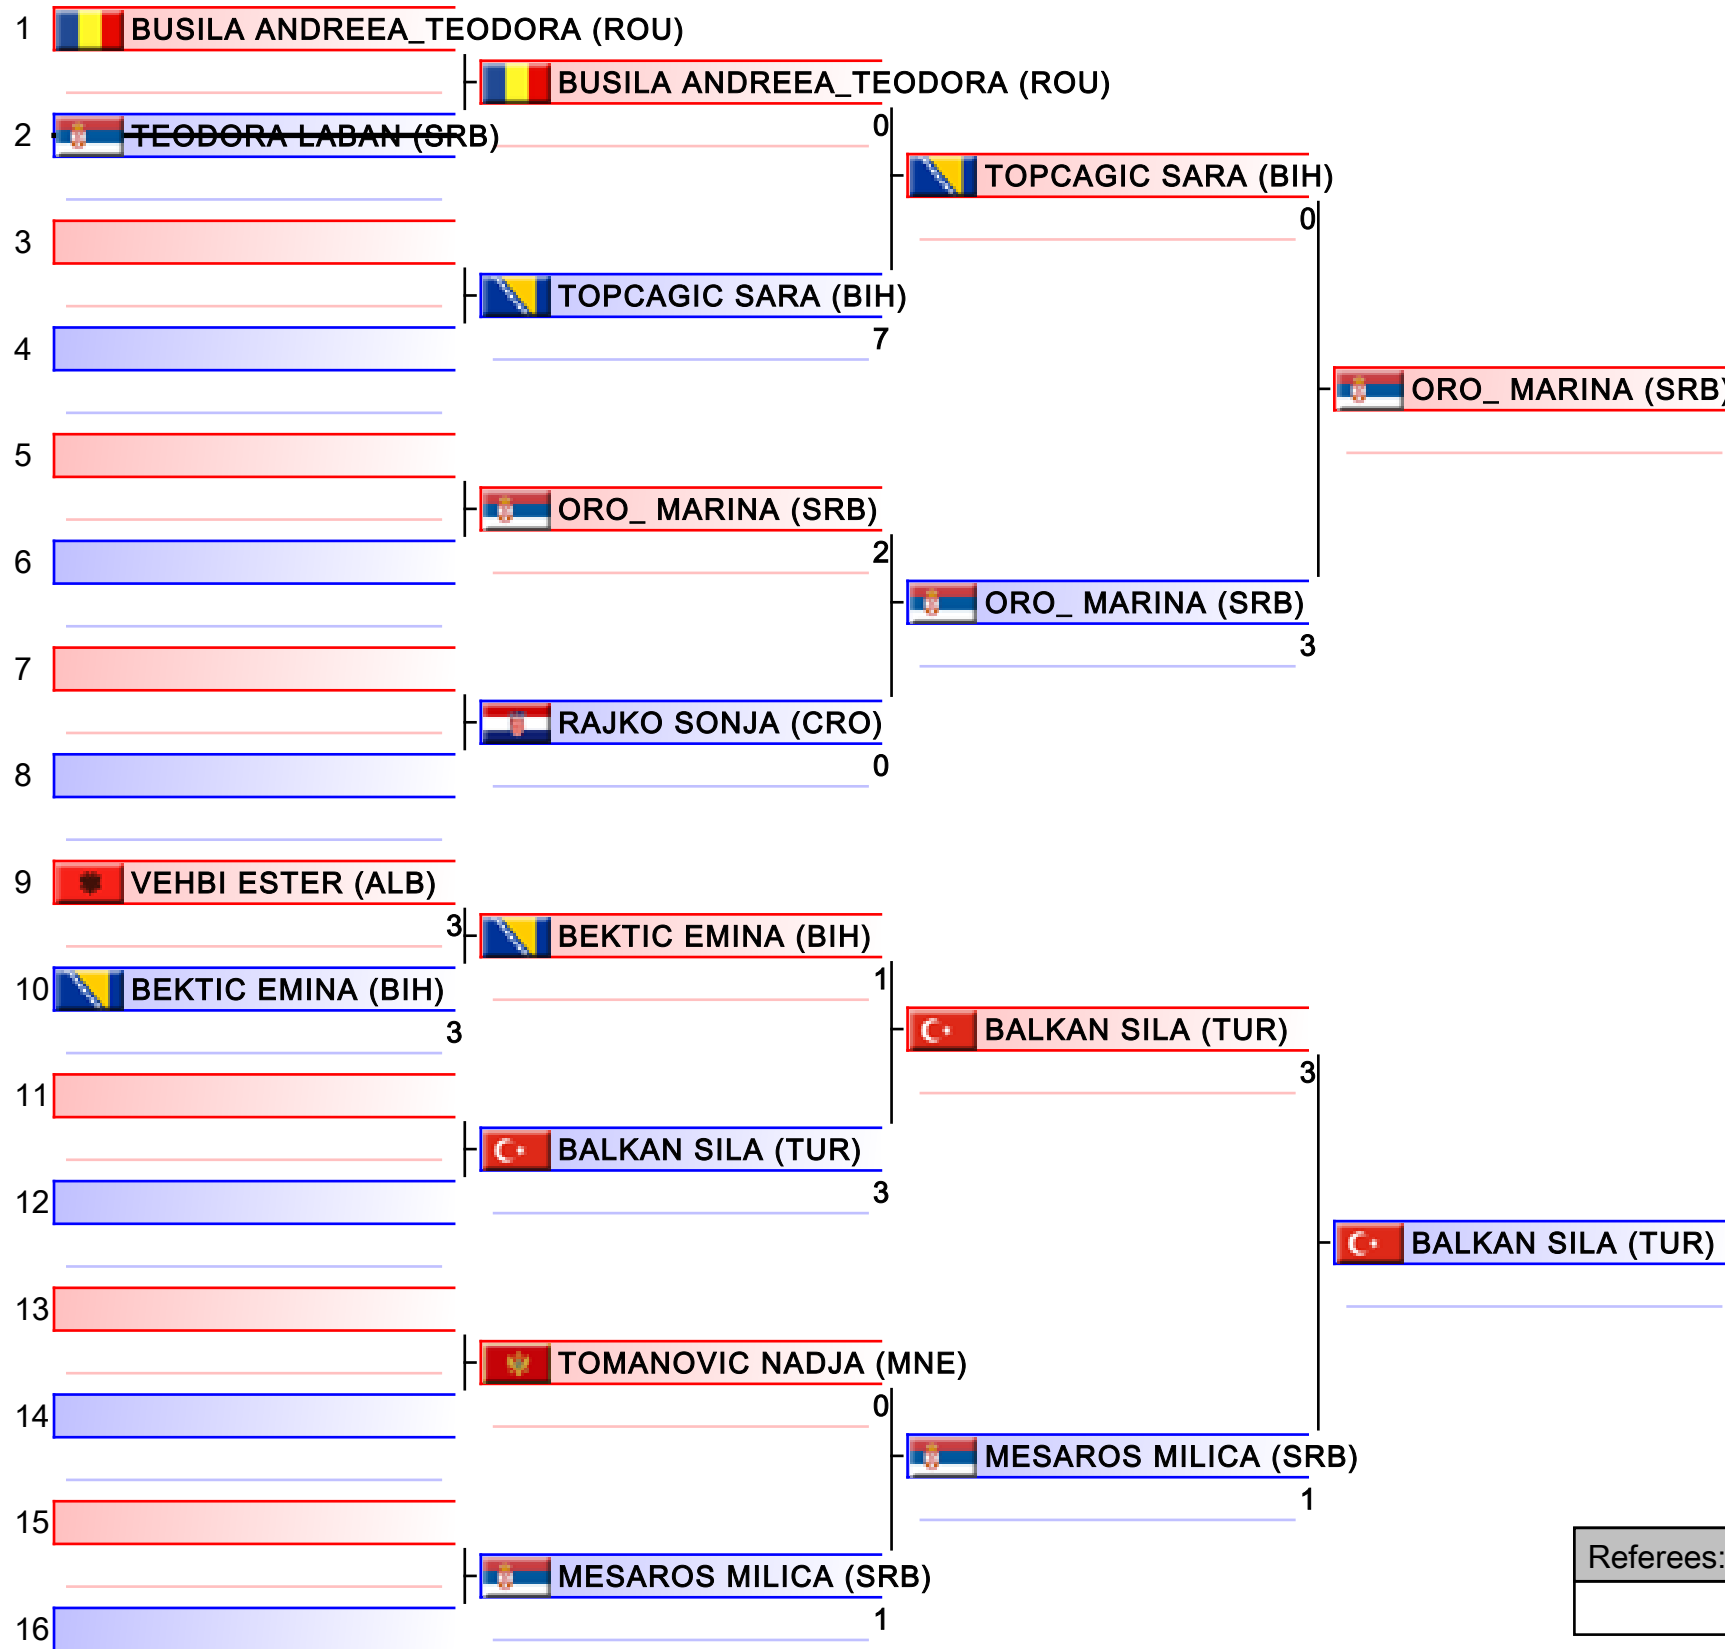 1 BUSILA ANDREEA_TEODORA (ROU)
BUSILA ANDREEA_TEODORA (ROU)
0
2 TEODORA LABAN (SRB)
TOPCAGIC SARA (BIH)
0
3
TOPCAGIC SARA (BIH)
7
4
ORO_ MARINA (SRB)
5
ORO_ MARINA (SRB)
2
6
ORO_ MARINA (SRB)
3
7
RAJKO SONJA (CRO)
0
8
9 VEHBI ESTER (ALB)
3
BEKTIC EMINA (BIH)
1
10 BEKTIC EMINA (BIH)
3
BALKAN SILA (TUR)
3
11
BALKAN SILA (TUR)
3
12
BALKAN SILA (TUR)
13
TOMANOVIC NADJA (MNE)
0
14
MESAROS MILICA (SRB)
1
15
Referees:
MESAROS MILICA (SRB)
1
16